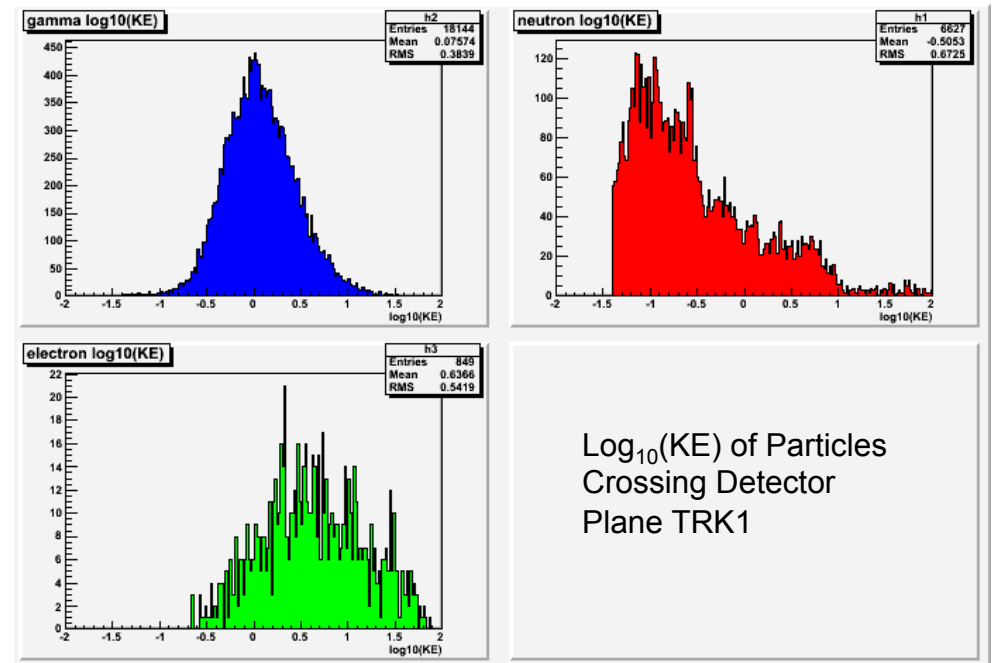 gamma log10(KE)
h2
Entries 18144
Mean 0.07574
RMS 0.3839
450
400
350
300
250
200
150
100
50
0
-2 -1.5 -1 -0.5 0 0.5 1 1.5 2
log10(KE)
neutron log10(KE)
h1
Entries 6627
Mean -0.5053
RMS 0.6725
120
100
80
60
40
20
0
-2 -1.5 -1 -0.5 0 0.5 1 1.5 2
log10(KE)
electron log10(KE)
h3
Entries 849
Mean 0.6366
RMS 0.5419
22
20
18
16
14
12
10
8
6
4
2
0
-2 -1.5 -1 -0.5 0 0.5 1 1.5 2
log10(KE)
Log₁₀(KE) of Particles
Crossing Detector
Plane TRK1